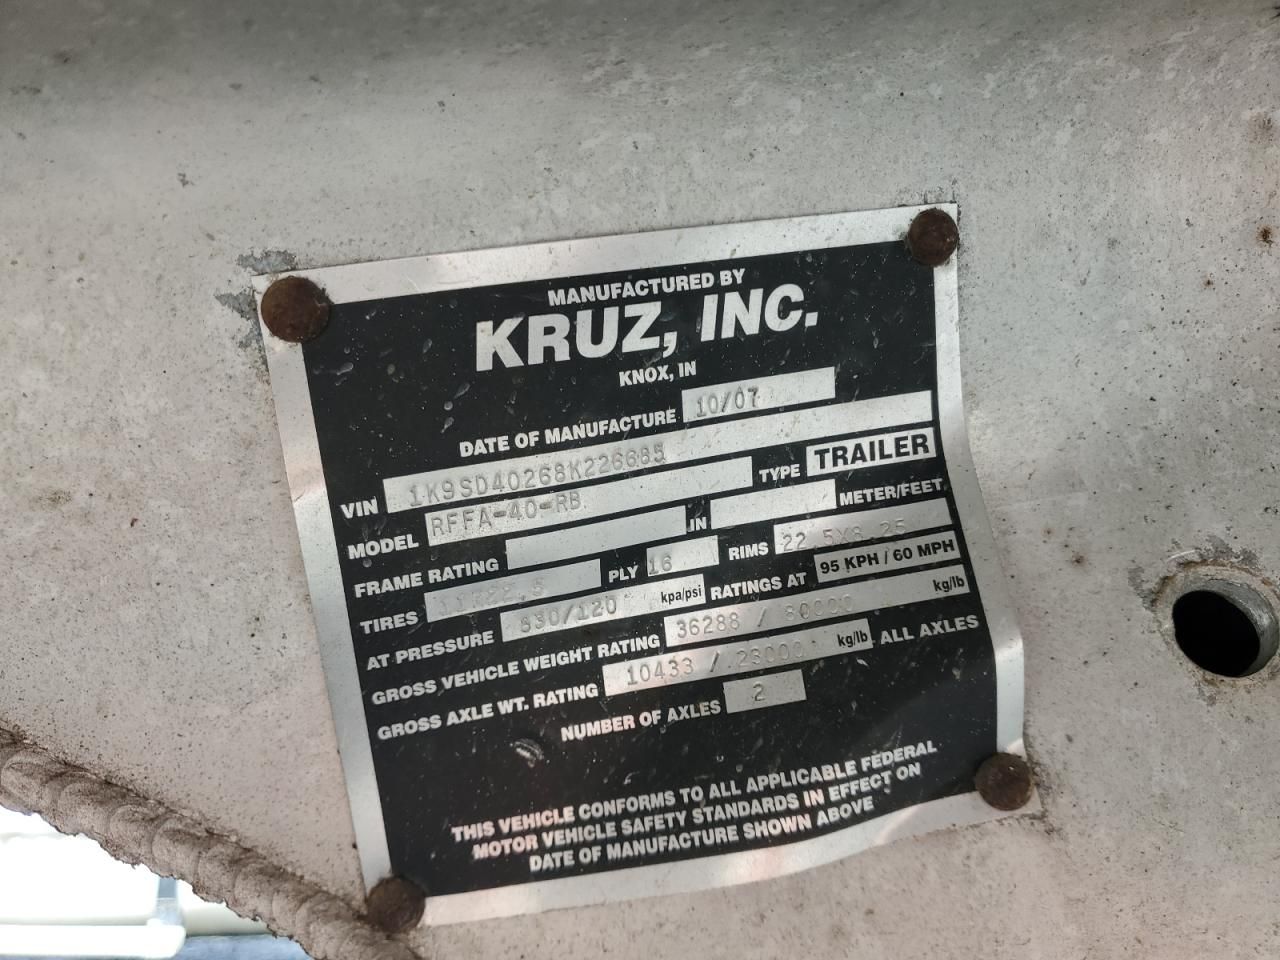 MANUFACTURED BY
KRUZ, INC.
KNOX, IN
DATE OF MANUFACTURE 10/07
VIN 1K9SD40268K226685
MODEL RFFA-40-RB TYPE TRAILER
FRAME RATING IN METER/FEET
TIRES PLY 16 RIMS 22.5X8.25
AT PRESSURE 830/120 kpa/psi RATINGS AT 95 KPH / 60 MPH
GROSS VEHICLE WEIGHT RATING 36288 / 80000 kg/lb
GROSS AXLE WT. RATING 10433 / 23000 kg/lb ALL AXLES
NUMBER OF AXLES 2
THIS VEHICLE CONFORMS TO ALL APPLICABLE FEDERAL
MOTOR VEHICLE SAFETY STANDARDS IN EFFECT ON
DATE OF MANUFACTURE SHOWN ABOVE